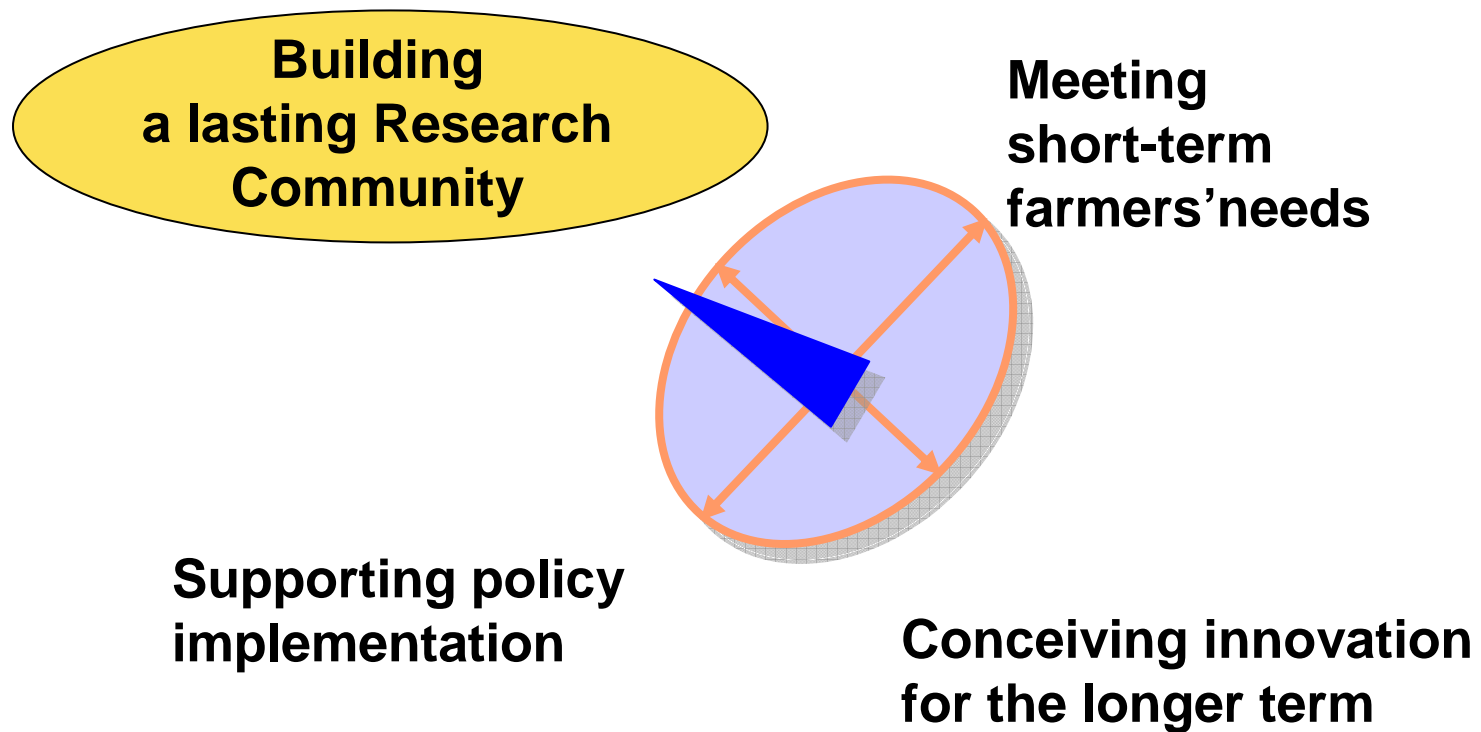 Building
a lasting Research
Community
Meeting
short-term
farmers’needs
Supporting policy
implementation
Conceiving innovation
for the longer term